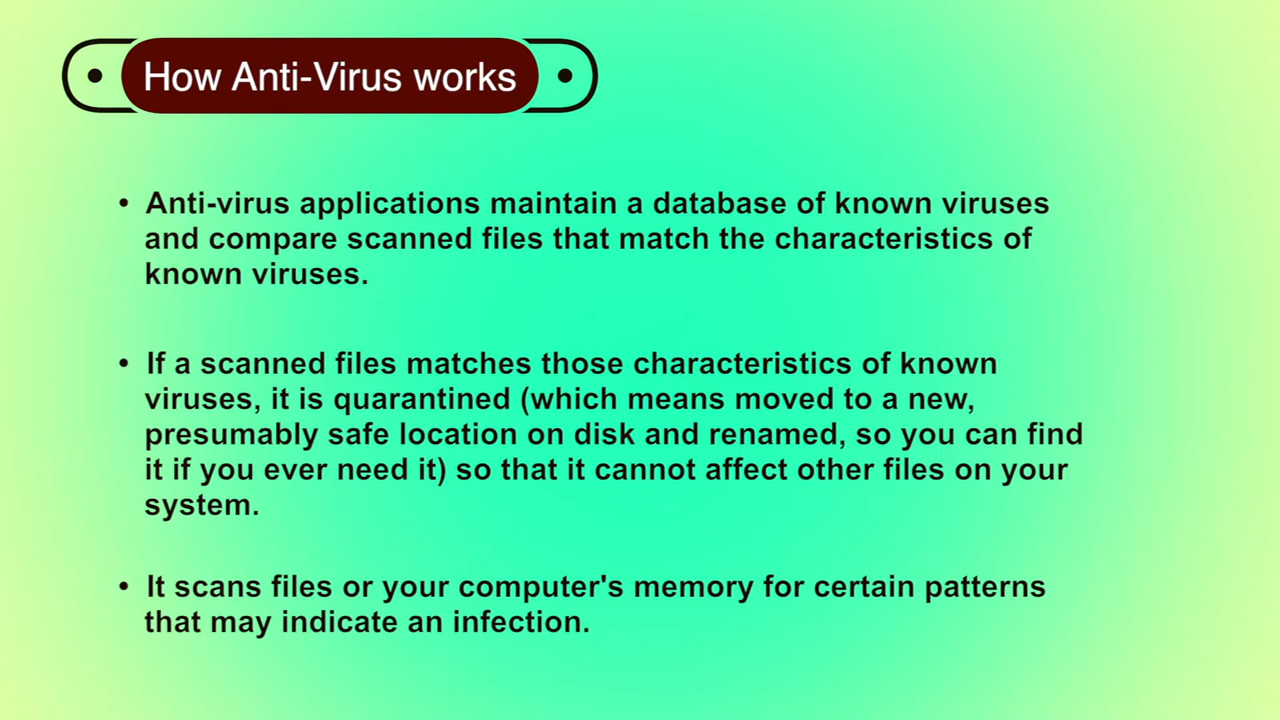 How Anti-Virus works
• Anti-virus applications maintain a database of known viruses
and compare scanned files that match the characteristics of
known viruses.
• If a scanned files matches those characteristics of known
viruses, it is quarantined (which means moved to a new,
presumably safe location on disk and renamed, so you can find
it if you ever need it) so that it cannot affect other files on your
system.
• It scans files or your computer's memory for certain patterns
that may indicate an infection.